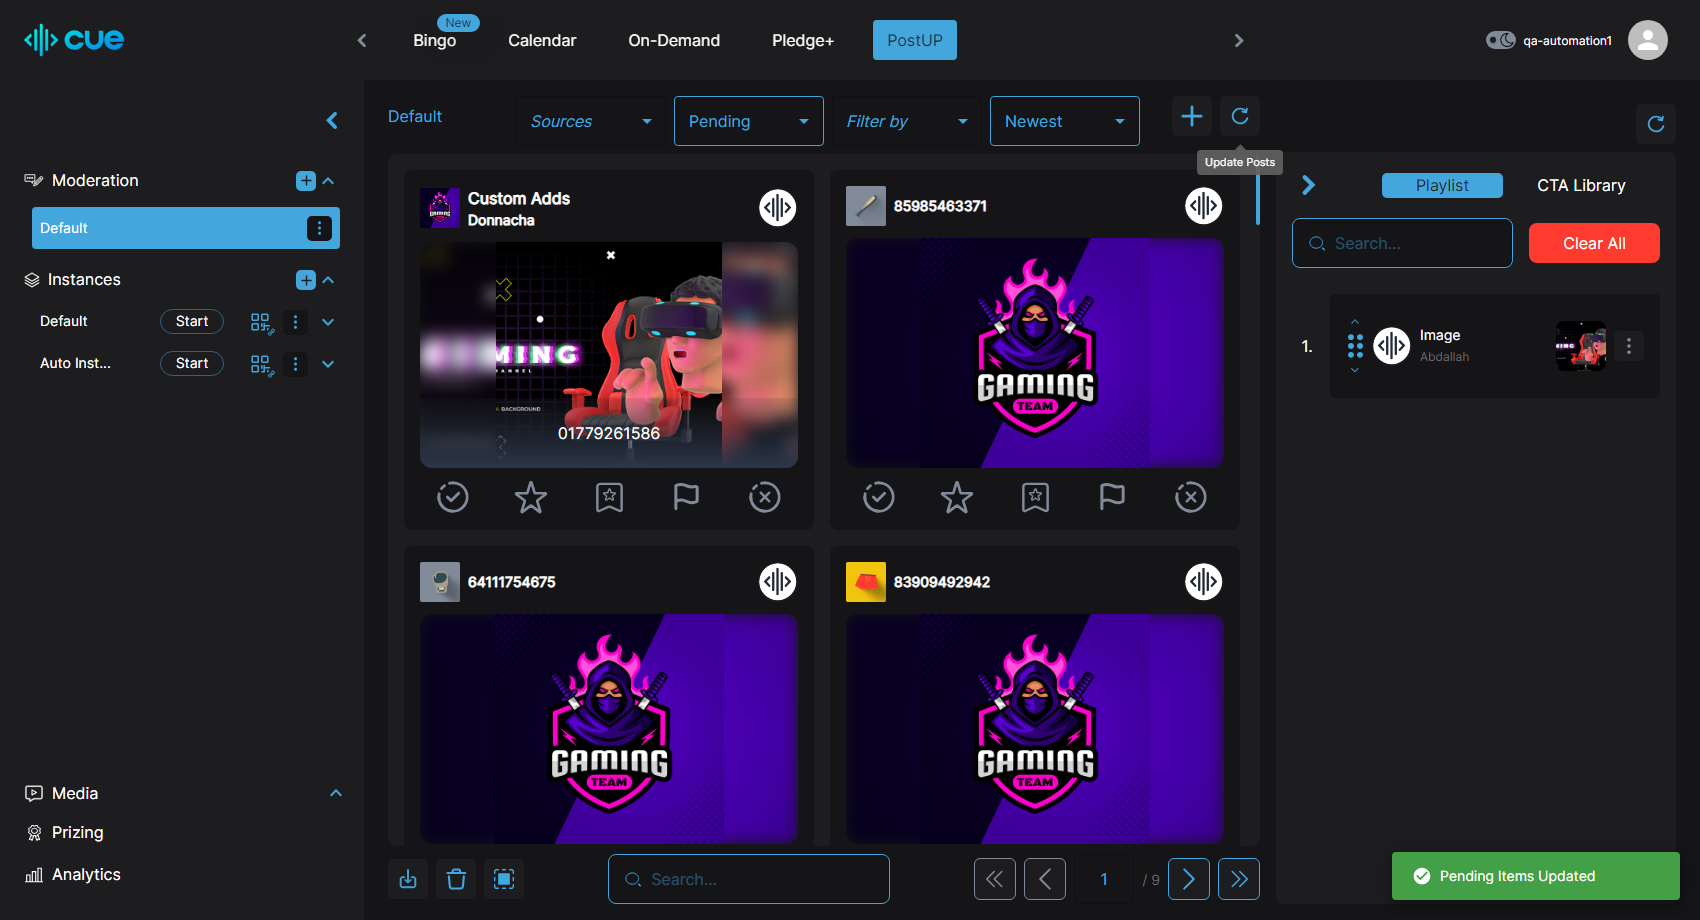 cue
New
Bingo
Calendar
On-Demand
Pledge+
PostUP
qa-automation1
Default
Sources
Pending
Filter by
Newest
Update Posts
Moderation
Default
Instances
Default
Start
Auto Inst...
Start
Media
Prizing
Analytics
Custom Adds
Donnacha
MING
CHANNEL
BACKGROUND
01779261586
85985463371
GAMING
TEAM
64111754675
GAMING
TEAM
83909492942
GAMING
TEAM
Search...
1
/ 9
Playlist
CTA Library
Search...
Clear All
1.
Image
Abdallah
Pending Items Updated